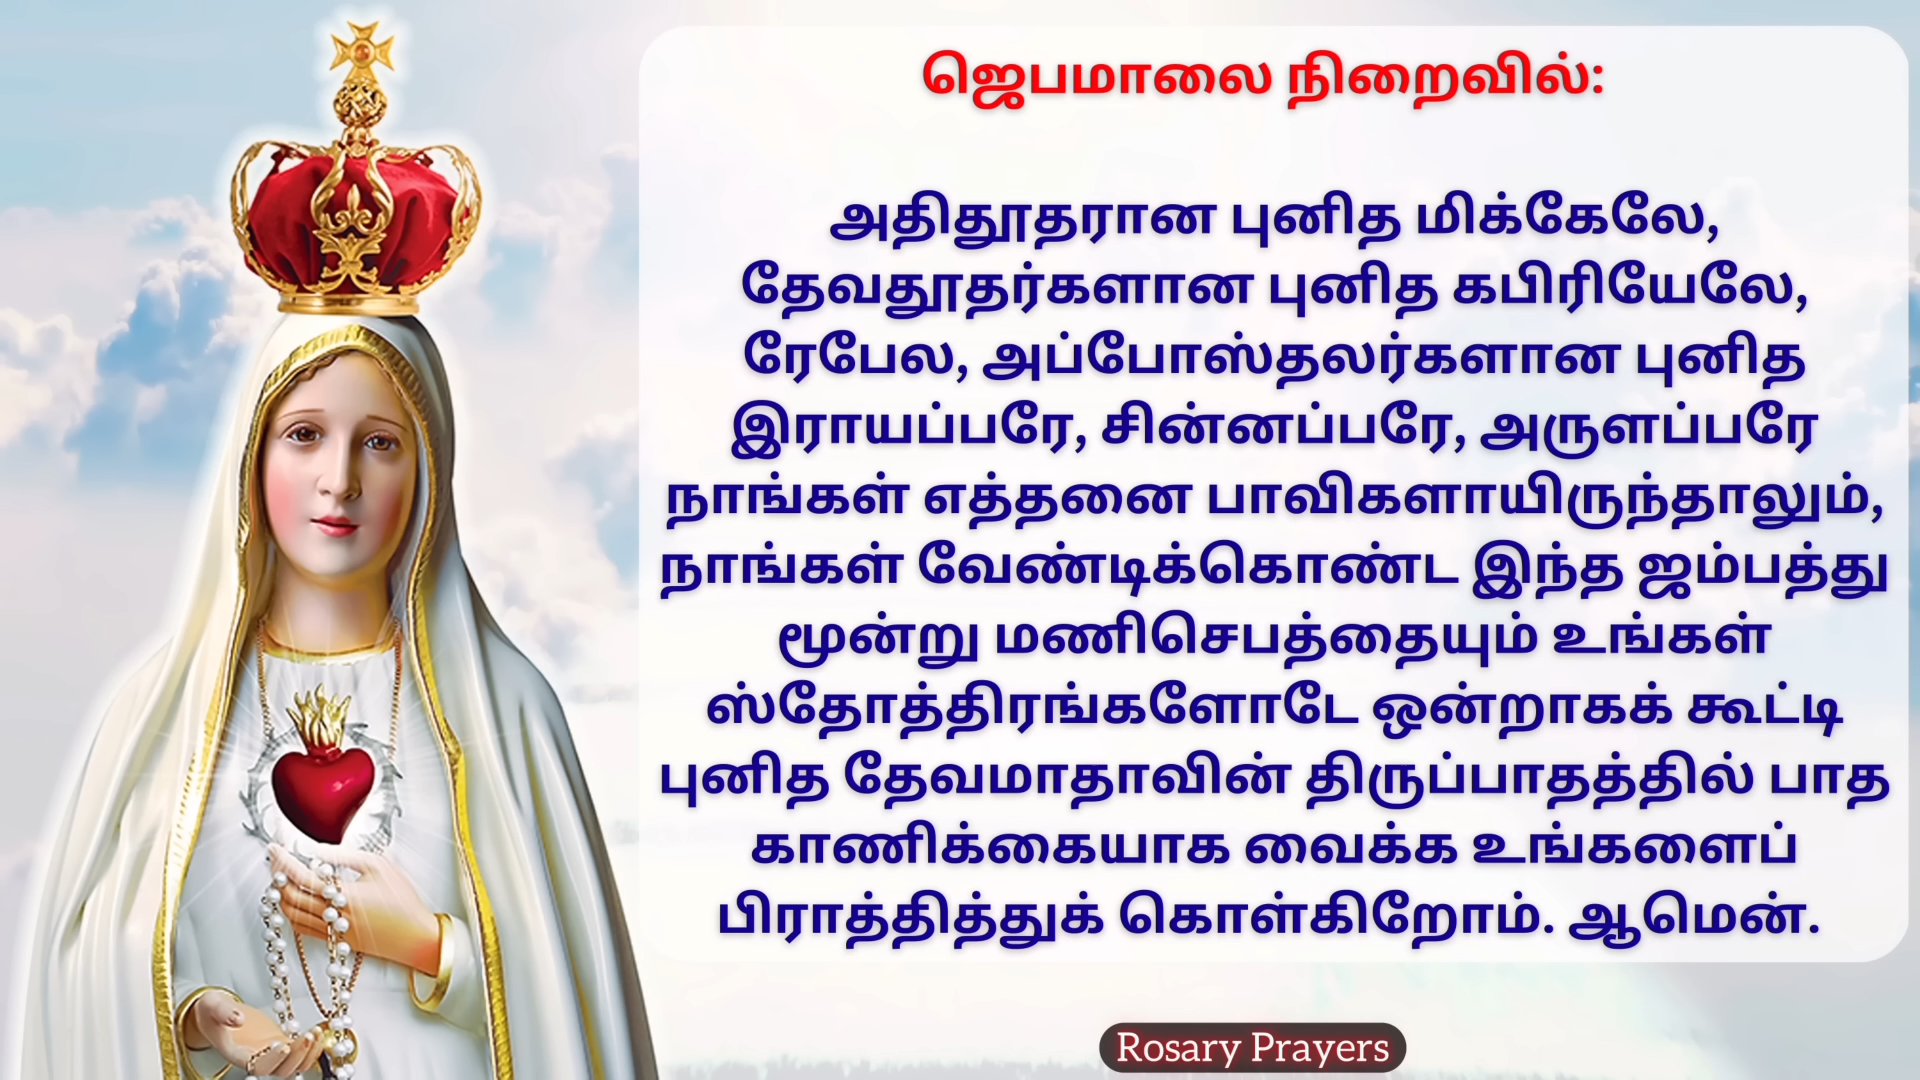 ஜெபமாலை நிறைவில்:
அதிதூதரான புனித மிக்கேலே,
தேவதூதர்களான புனித கபிரியேலே,
ரேபேல, அப்போஸ்தலர்களான புனித
இராயப்பரே, சின்னப்பரே, அருளப்பரே
நாங்கள் எத்தனை பாவிகளாயிருந்தாலும்,
நாங்கள் வேண்டிக்கொண்ட இந்த ஜம்பத்து
மூன்று மணிசெபத்தையும் உங்கள்
ஸ்தோத்திரங்களோடே ஒன்றாகக் கூட்டி
புனித தேவமாதாவின் திருப்பாதத்தில் பாத
காணிக்கையாக வைக்க உங்களைப்
பிராத்தித்துக் கொள்கிறோம். ஆமென்.
Rosary Prayers